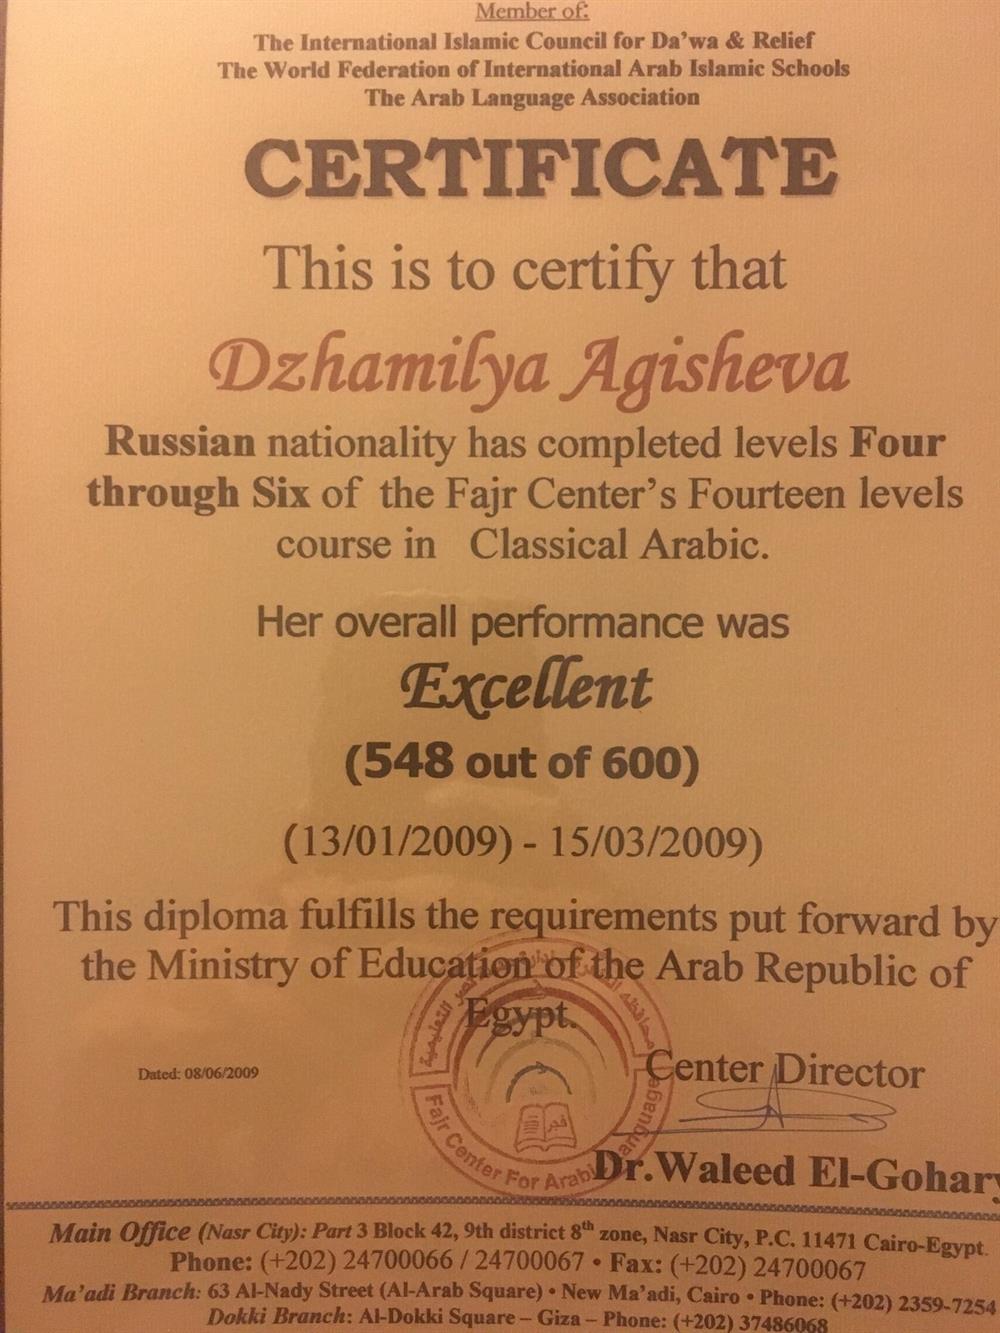 Member of:
The International Islamic Council for Da'wa & Relief
The World Federation of International Arab Islamic Schools
The Arab Language Association
CERTIFICATE
This is to certify that
Dzhamilya Agisheva
Russian nationality has completed levels Four
through Six of the Fajr Center's Fourteen levels
course in Classical Arabic.
Her overall performance was
Excellent
(548 out of 600)
(13/01/2009) - 15/03/2009)
This diploma fulfills the requirements put forward by
the Ministry of Education of the Arab Republic of
Egypt.
Dated: 08/06/2009
Center Director
Fajr Center For Arabic Language
فجر
Dr.Waleed El-Gohary
Main Office (Nasr City): Part 3 Block 42, 9th district 8th zone, Nasr City, P.C. 11471 Cairo-Egypt.
Phone: (+202) 24700066 / 24700067 • Fax: (+202) 24700067
Ma'adi Branch: 63 Al-Nady Street (Al-Arab Square) • New Ma'adi, Cairo • Phone: (+202) 2359-7254
Dokki Branch: Al-Dokki Square – Giza – Phone: (+202) 37486068